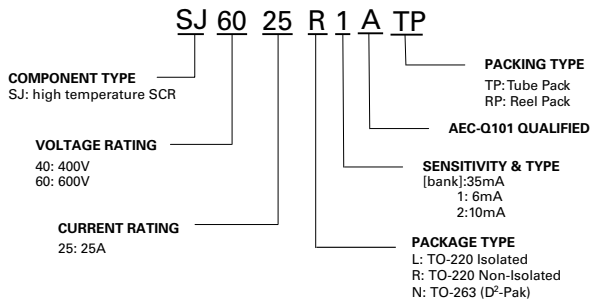 SJ 60 25 R 1 A TP
COMPONENT TYPE
SJ: high temperature SCR
VOLTAGE RATING
40: 400V
60: 600V
CURRENT RATING
25: 25A
PACKING TYPE
TP: Tube Pack
RP: Reel Pack
AEC-Q101 QUALIFIED
SENSITIVITY & TYPE
[bank]:35mA
1: 6mA
2:10mA
PACKAGE TYPE
L: TO-220 Isolated
R: TO-220 Non-Isolated
N: TO-263 (D²-Pak)